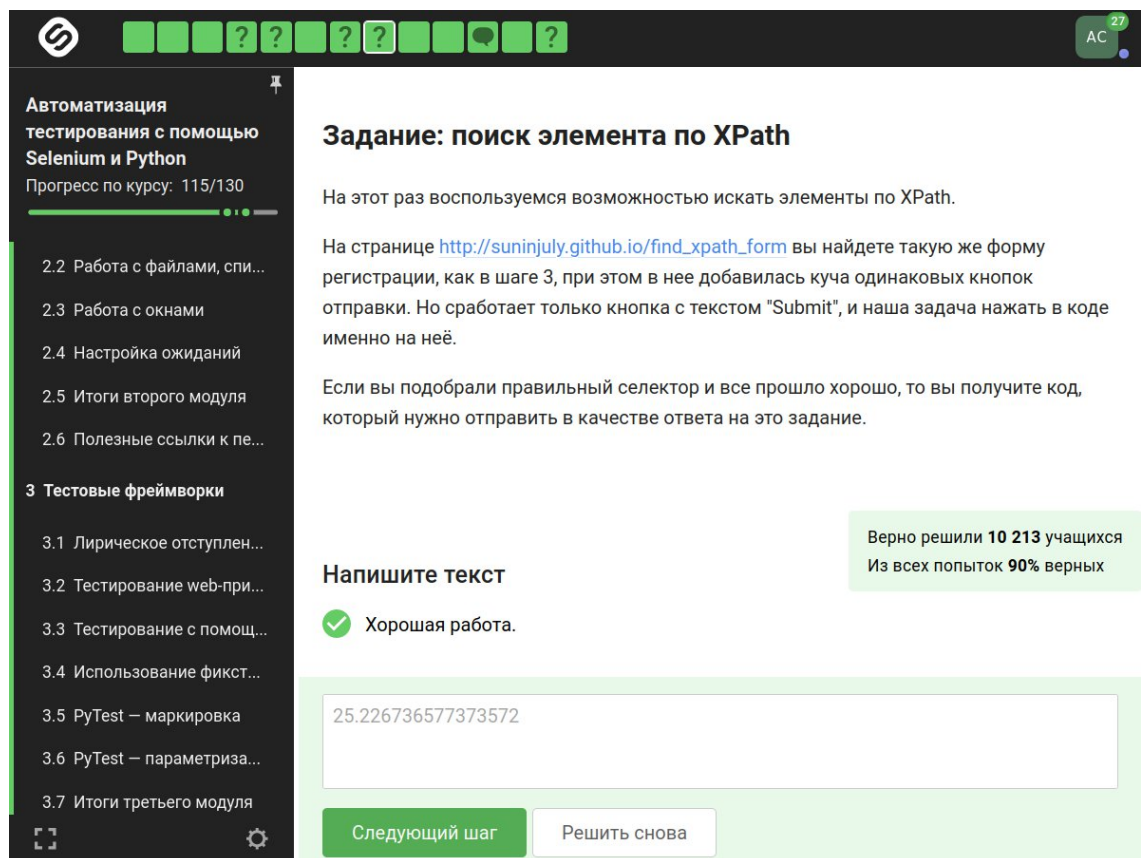 ? ? ? ? ?
AC 27
Автоматизация
тестирования с помощью
Selenium и Python
Прогресс по курсу: 115/130
2.2 Работа с файлами, спи...
2.3 Работа с окнами
2.4 Настройка ожиданий
2.5 Итоги второго модуля
2.6 Полезные ссылки к пе...
3 Тестовые фреймворки
3.1 Лирическое отступлен...
3.2 Тестирование web-при...
3.3 Тестирование с помощ...
3.4 Использование фикст...
3.5 PyTest — маркировка
3.6 PyTest — параметриза...
3.7 Итоги третьего модуля
Задание: поиск элемента по XPath
На этот раз воспользуемся возможностью искать элементы по XPath.
На странице http://suninjuly.github.io/find_xpath_form вы найдете такую же форму
регистрации, как в шаге 3, при этом в нее добавилась куча одинаковых кнопок
отправки. Но сработает только кнопка с текстом "Submit", и наша задача нажать в коде
именно на неё.
Если вы подобрали правильный селектор и все прошло хорошо, то вы получите код,
который нужно отправить в качестве ответа на это задание.
Верно решили 10 213 учащихся
Из всех попыток 90% верных
Напишите текст
Хорошая работа.
25.226736577373572
Следующий шаг
Решить снова